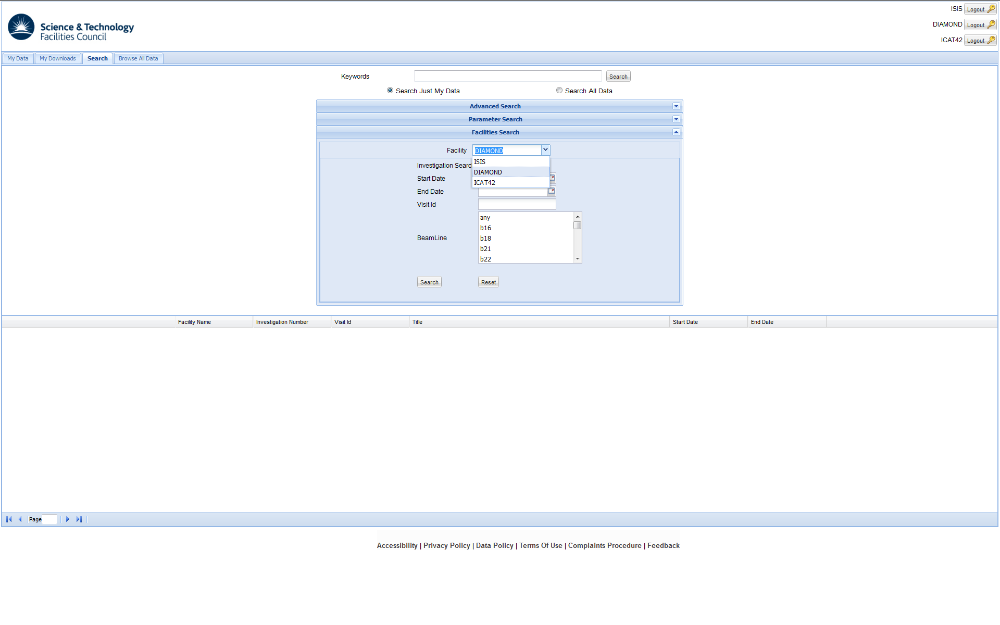 ISIS Logout
Science & Technology
Facilities Council
DIAMOND Logout
ICAT42 Logout
My Data My Downloads Search Browse All Data
Keywords Search
Search Just My Data Search All Data
Advanced Search
Parameter Search
Facilities Search
Facility DIAMOND
ISIS
DIAMOND
ICAT42
Investigation Searc
Start Date
End Date
Visit Id
BeamLine
any
b16
b18
b21
b22
Search Reset
Facility Name Investigation Number Visit Id Title Start Date End Date
Page
Accessibility | Privacy Policy | Data Policy | Terms Of Use | Complaints Procedure | Feedback